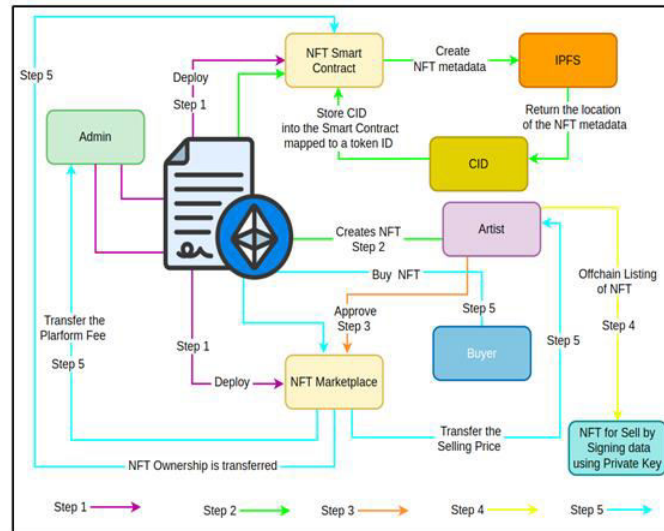 Step 5
Deploy
Step 1
NFT Smart
Contract
Create
NFT metadata
IPFS
Admin
Store CID
into the Smart Contract
mapped to a token ID
Return the location
of the NFT metadata
CID
Creates NFT
Step 2
Artist
Buy NFT
Offchain Listing
of NFT
Step 4
Approve
Step 3
Step 5
Step 5
Transfer the
Plarform Fee
Step 5
Step 1
Buyer
Deploy
NFT Marketplace
Transfer the
Selling Price
NFT for Sell by
Signing data
using Private Key
NFT Ownership is transferred
Step 1
Step 2
Step 3
Step 4
Step 5